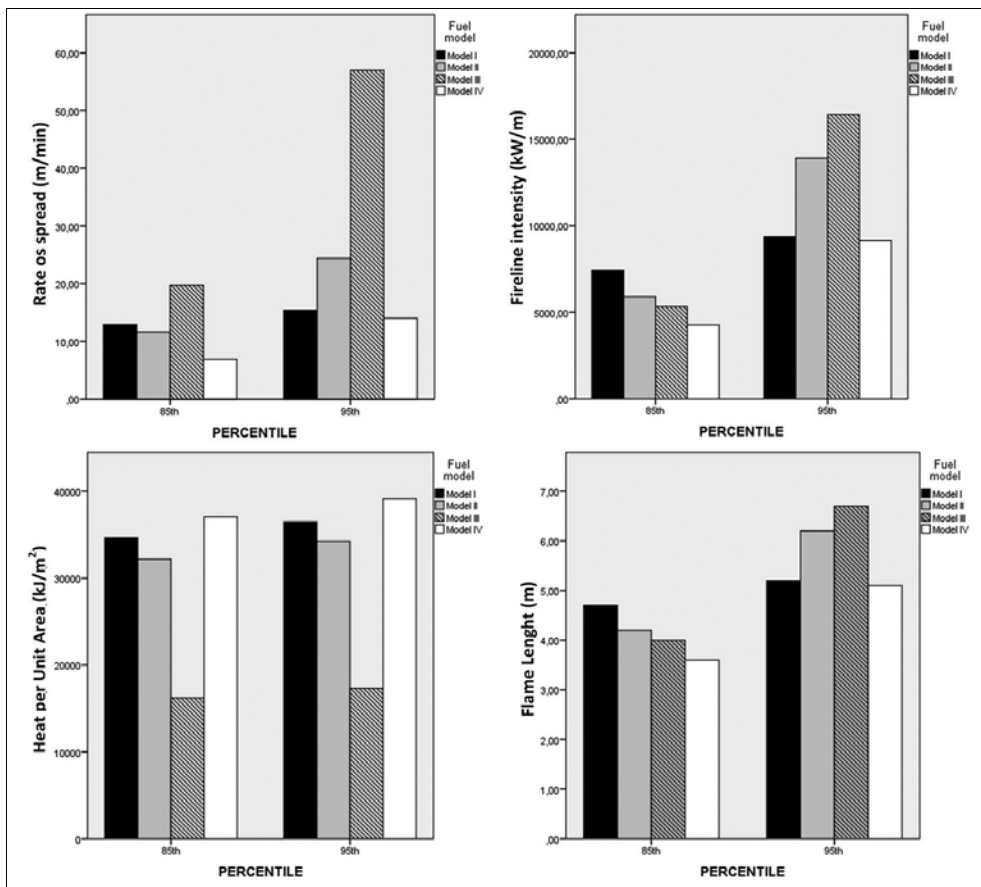 Rate os spread (m/min)
60,00
50,00
40,00
30,00
20,00
10,00
,00
85th
95th
PERCENTILE
Fuel
model
Model I
Model II
Model III
Model IV
Fireline intensity (kW/m)
20000,00
15000,00
10000,00
5000,00
,00
85th
95th
PERCENTILE
Fuel
model
Model I
Model II
Model III
Model IV
Heat per Unit Area (kJ/m²)
40000
30000
20000
10000
0
85th
95th
PERCENTILE
Fuel
model
Model I
Model II
Model III
Model IV
Flame Lenght (m)
7,00
6,00
5,00
4,00
3,00
2,00
1,00
,00
85th
95th
PERCENTILE
Fuel
model
Model I
Model II
Model III
Model IV